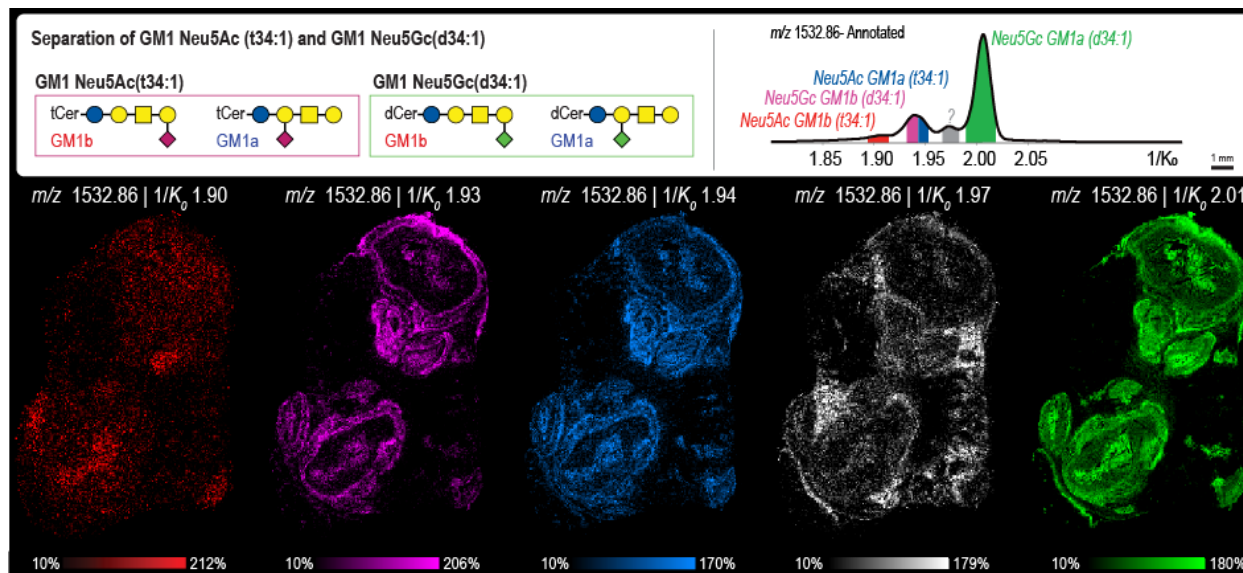 Separation of GM1 Neu5Ac (t34:1) and GM1 Neu5Gc(d34:1)
GM1 Neu5Ac(t34:1)
GM1 Neu5Gc(d34:1)
tCer
tCer
dCer
dCer
GM1b
GM1a
GM1b
GM1a
m/z 1532.86- Annotated
Neu5Gc GM1a (d34:1)
Neu5Ac GM1a (t34:1)
Neu5Gc GM1b (d34:1)
Neu5Ac GM1b (t34:1)
?
1.85 1.90 1.95 2.00 2.05 1/K₀
1 mm
m/z 1532.86 | 1/K₀ 1.90
m/z 1532.86 | 1/K₀ 1.93
m/z 1532.86 | 1/K₀ 1.94
m/z 1532.86 | 1/K₀ 1.97
m/z 1532.86 | 1/K₀ 2.01
10% 212%
10% 206%
10% 170%
10% 179%
10% 180%